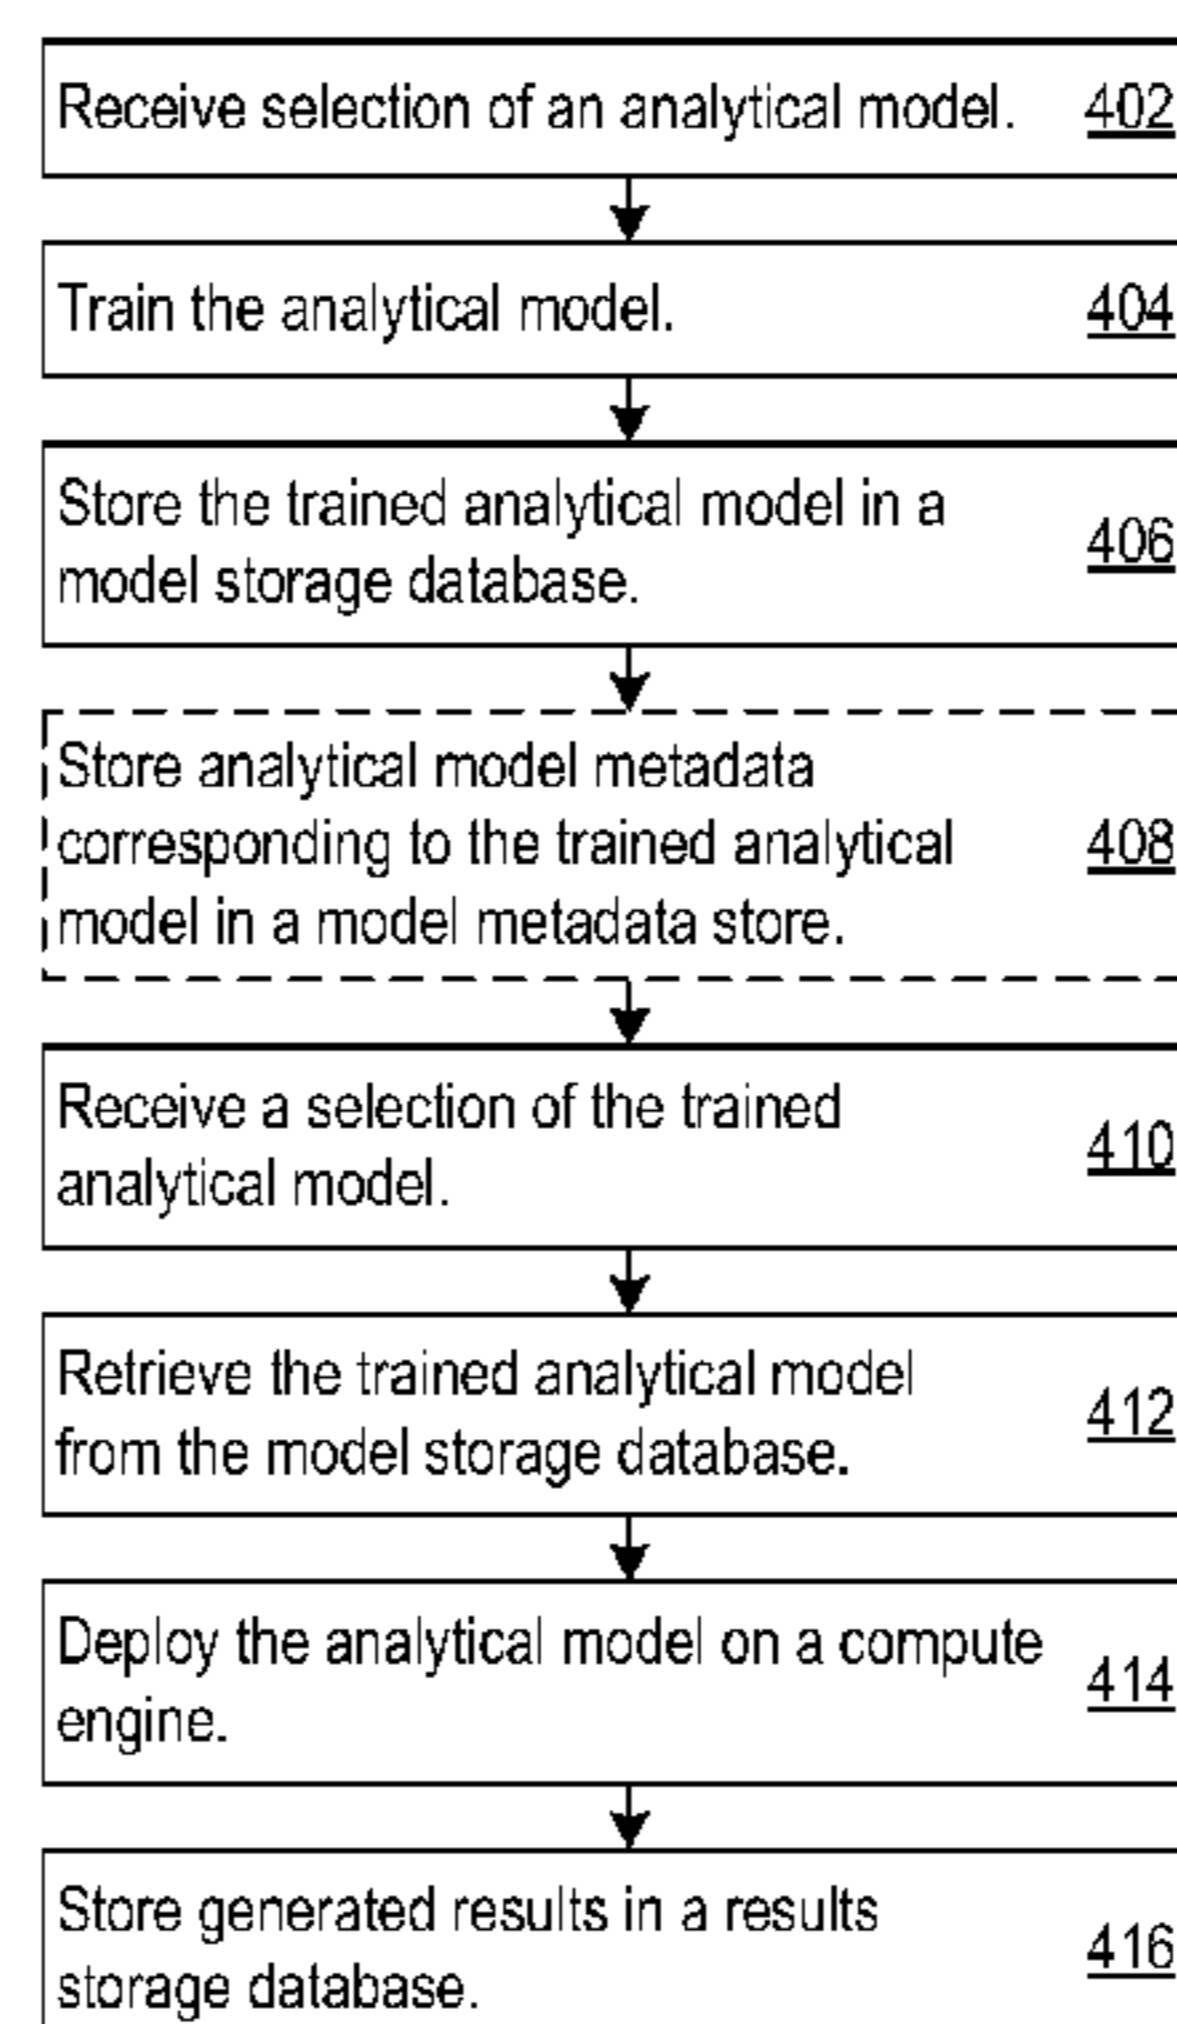 Receive selection of an analytical model. 402
Train the analytical model. 404
Store the trained analytical model in a
model storage database. 406
Store analytical model metadata
corresponding to the trained analytical 408
model in a model metadata store.
Receive a selection of the trained
analytical model. 410
Retrieve the trained analytical model
from the model storage database. 412
Deploy the analytical model on a compute
engine. 414
Store generated results in a results
storage database. 416